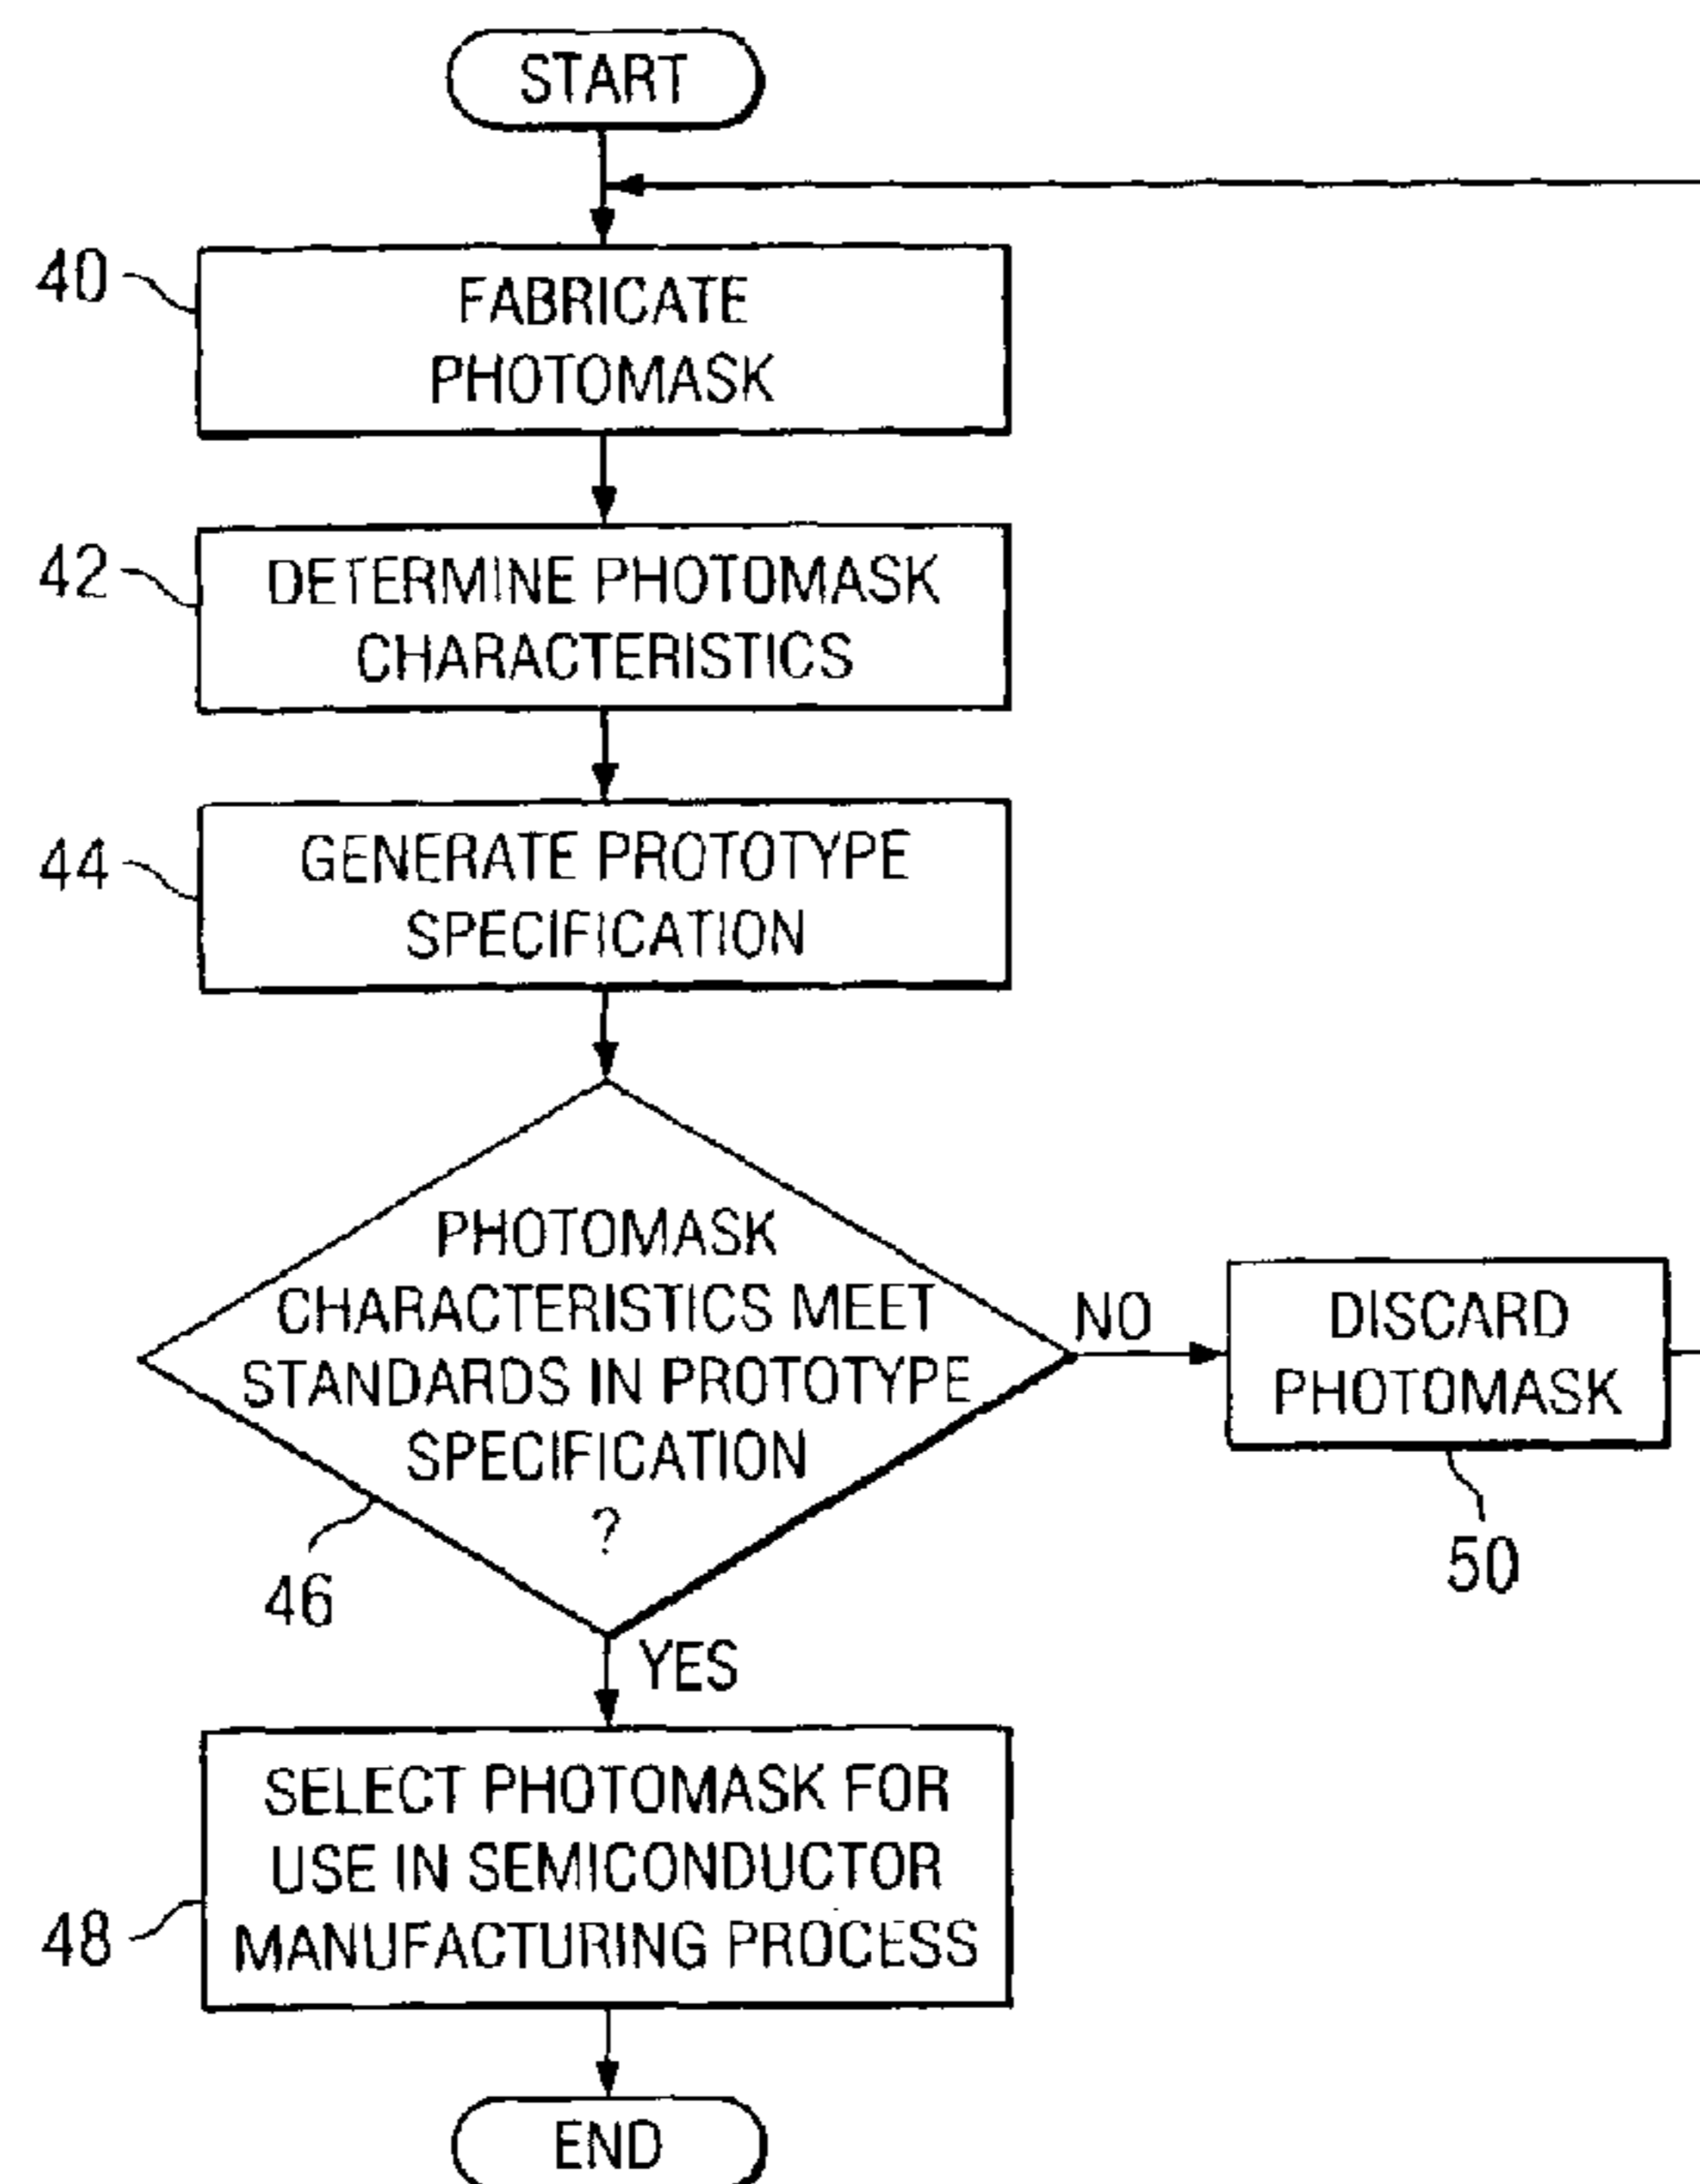 START
40
FABRICATE
PHOTOMASK
42
DETERMINE PHOTOMASK
CHARACTERISTICS
44
GENERATE PROTOTYPE
SPECIFICATION
PHOTOMASK
CHARACTERISTICS MEET
STANDARDS IN PROTOTYPE
SPECIFICATION
?
46
NO
DISCARD
PHOTOMASK
50
YES
48
SELECT PHOTOMASK FOR
USE IN SEMICONDUCTOR
MANUFACTURING PROCESS
END